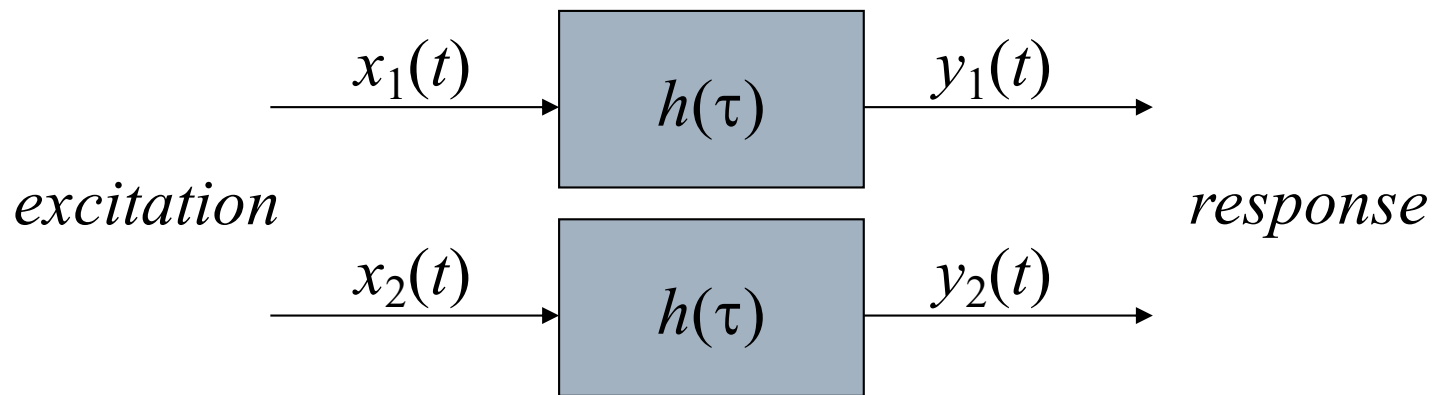 x₁(t)
h(τ)
y₁(t)
excitation
response
x₂(t)
h(τ)
y₂(t)